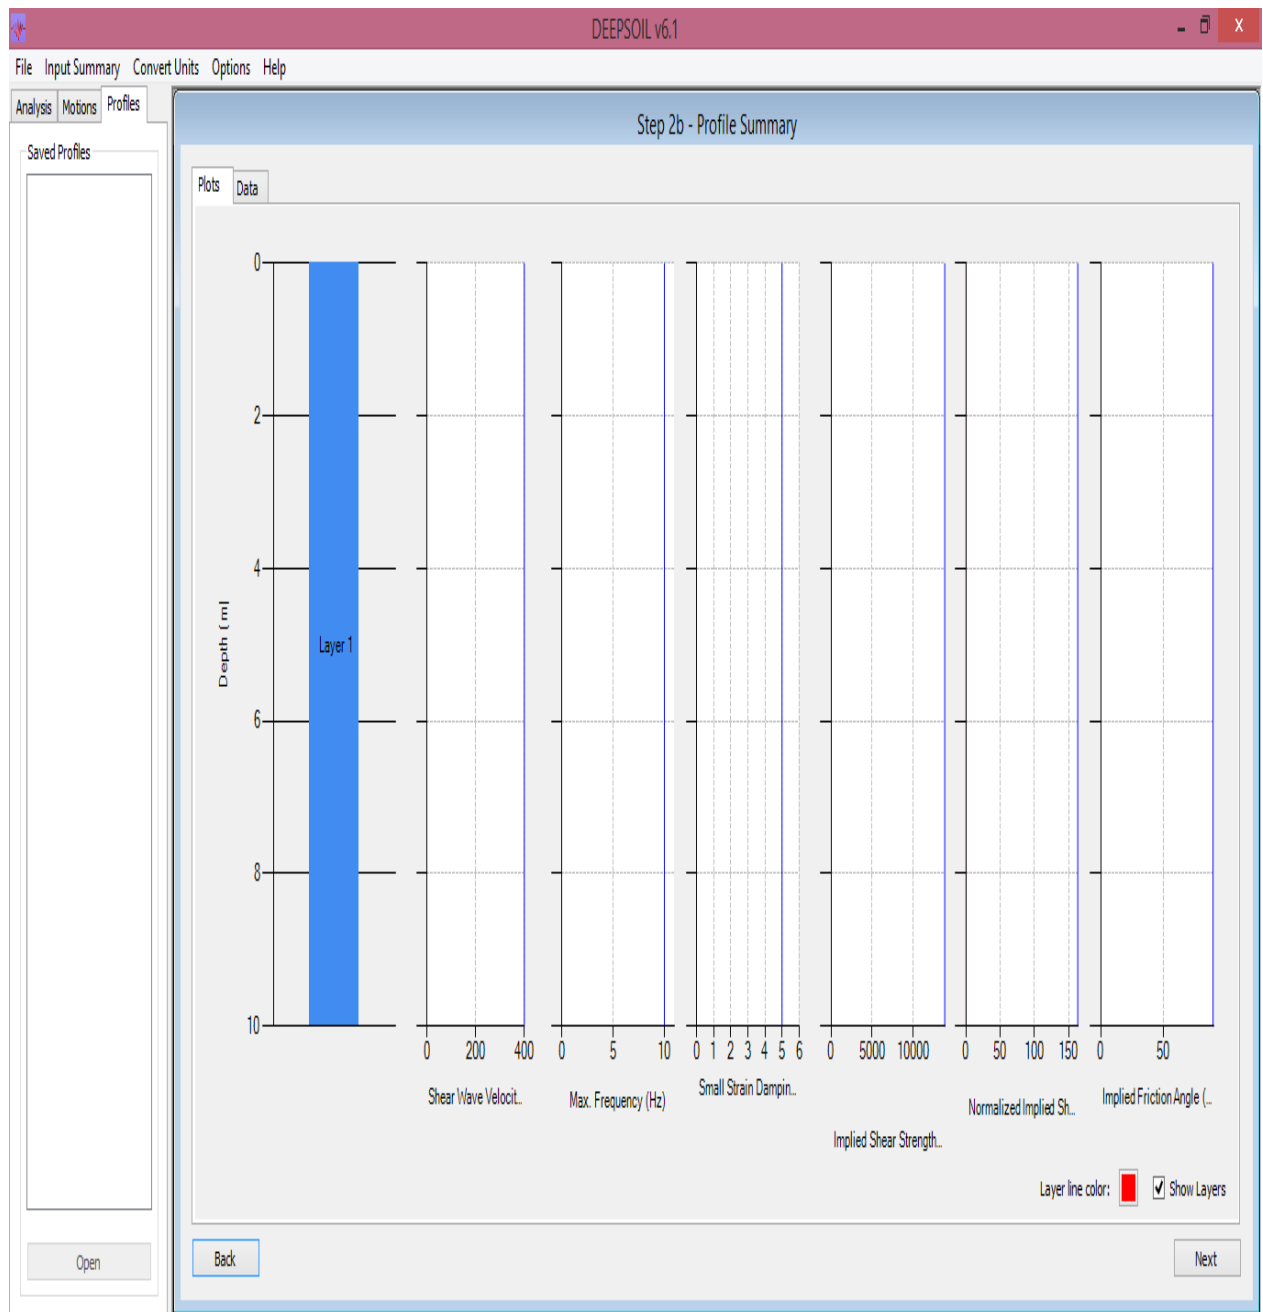 DEEPSOIL v6.1
File Input Summary Convert Units Options Help
Analysis Motions Profiles
Step 2b - Profile Summary
Saved Profiles
Plots Data
0
2
4
6
8
10
Depth (m)
Layer 1
0 200 400
0 5 10
0 1 2 3 4 5 6
0 5000 10000
0 50 100 150
0 50
Shear Wave Velocit...
Max. Frequency (Hz)
Small Strain Dampin...
Implied Shear Strength...
Normalized Implied Sh...
Implied Friction Angle (...
Layer line color: Show Layers
Open
Back
Next